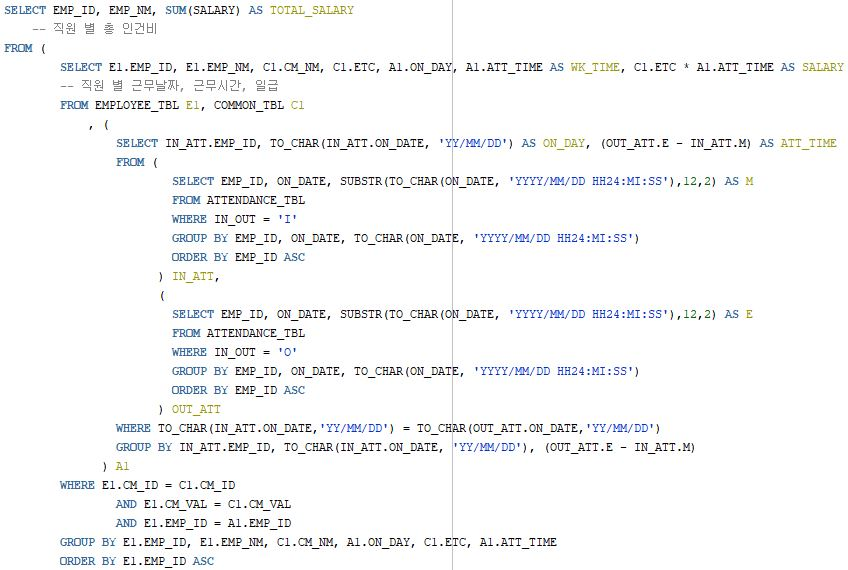 SELECT EMP_ID, EMP_NM, SUM(SALARY) AS TOTAL_SALARY
-- 직원 별 총 인건비
FROM (
SELECT E1.EMP_ID, E1.EMP_NM, C1.CM_NM, C1.ETC, A1.ON_DAY, A1.ATT_TIME AS WK_TIME, C1.ETC * A1.ATT_TIME AS SALARY
-- 직원 별 근무날짜, 근무시간, 일급
FROM EMPLOYEE_TBL E1, COMMON_TBL C1
, (
SELECT IN_ATT.EMP_ID, TO_CHAR(IN_ATT.ON_DATE, 'YY/MM/DD') AS ON_DAY, (OUT_ATT.E - IN_ATT.M) AS ATT_TIME
FROM (
SELECT EMP_ID, ON_DATE, SUBSTR(TO_CHAR(ON_DATE, 'YYYY/MM/DD HH24:MI:SS'),12,2) AS M
FROM ATTENDANCE_TBL
WHERE IN_OUT = 'I'
GROUP BY EMP_ID, ON_DATE, TO_CHAR(ON_DATE, 'YYYY/MM/DD HH24:MI:SS')
ORDER BY EMP_ID ASC
) IN_ATT,
(
SELECT EMP_ID, ON_DATE, SUBSTR(TO_CHAR(ON_DATE, 'YYYY/MM/DD HH24:MI:SS'),12,2) AS E
FROM ATTENDANCE_TBL
WHERE IN_OUT = 'O'
GROUP BY EMP_ID, ON_DATE, TO_CHAR(ON_DATE, 'YYYY/MM/DD HH24:MI:SS')
ORDER BY EMP_ID ASC
) OUT_ATT
WHERE TO_CHAR(IN_ATT.ON_DATE,'YY/MM/DD') = TO_CHAR(OUT_ATT.ON_DATE,'YY/MM/DD')
GROUP BY IN_ATT.EMP_ID, TO_CHAR(IN_ATT.ON_DATE, 'YY/MM/DD'), (OUT_ATT.E - IN_ATT.M)
) A1
WHERE E1.CM_ID = C1.CM_ID
AND E1.CM_VAL = C1.CM_VAL
AND E1.EMP_ID = A1.EMP_ID
GROUP BY E1.EMP_ID, E1.EMP_NM, C1.CM_NM, A1.ON_DAY, C1.ETC, A1.ATT_TIME
ORDER BY E1.EMP_ID ASC